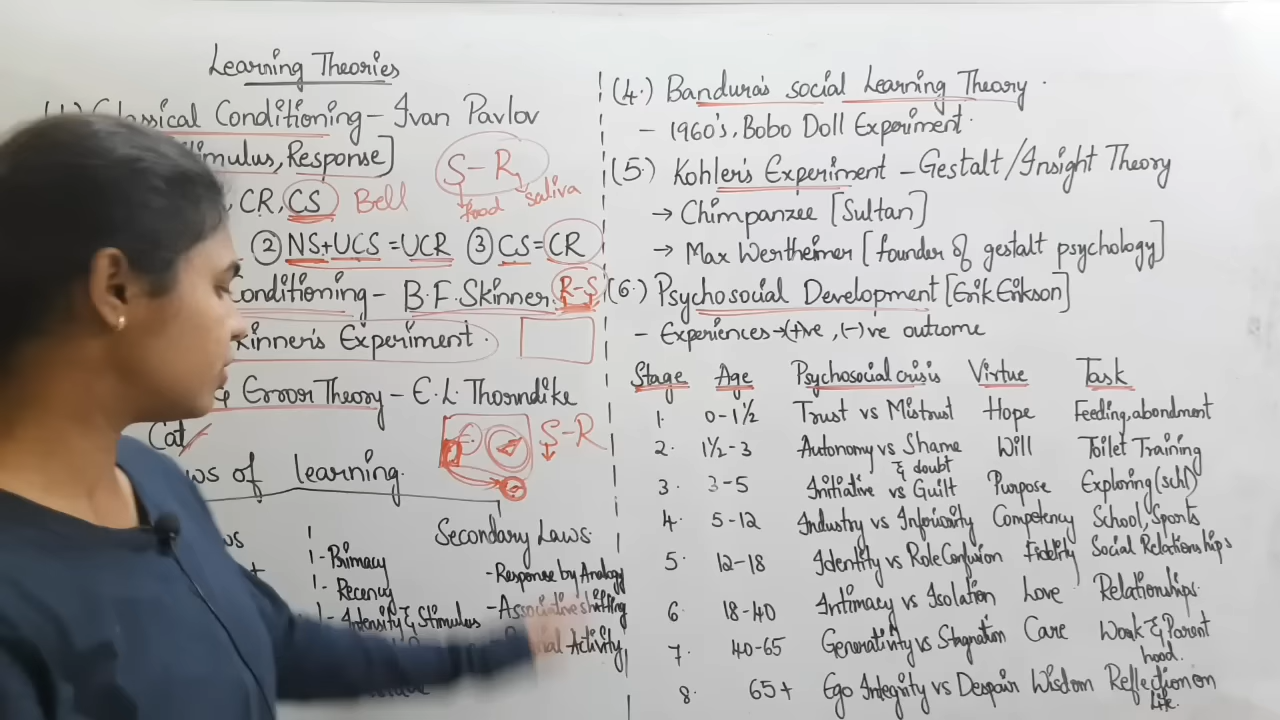 Learning Theories
Classical Conditioning - Ivan Pavlov
Stimulus, Response]
S-R
food
saliva
, CR, CS Bell
② NS+UCS = UCR ③ CS = CR
Conditioning - B.F. Skinner R-S
Skinner's Experiment.
& Error Theory - E.L. Thorndike
Cat
S-R
Laws of learning.
Secondary Laws
- Primacy
- Recency
- Intensity & Stimulus
- Response by Analogy
- Associative shifting
Activity
(4.) Bandura's social Learning Theory.
- 1960's, Bobo Doll Experiment.
(5.) Kohler's Experiment - Gestalt/Insight Theory
→ Chimpanzee [Sultan]
→ Max Wertheimer [founder of gestalt psychology]
(6.) Psychosocial Development [Erik Erikson]
- Experiences→(+)ve, (-)ve outcome
Stage Age Psychosocial crisis Virtue Task
1. 0-1½ Trust vs Mistrust Hope Feeding, abondment
2. 1½-3 Autonomy vs Shame & doubt Will Toilet Training
3. 3-5 Initiative vs Guilt Purpose Exploring (schl)
4. 5-12 Industry vs Inforiority Competency School, Sports
5. 12-18 Identity vs Role Confusion Fidelity Social Relationships
6. 18-40 Intimacy vs Isolation Love Relationships.
7. 40-65 Generativity vs Stagnation Care Work & Parent hood.
8. 65+ Ego Integrity vs Despair Wisdom Reflection on life.